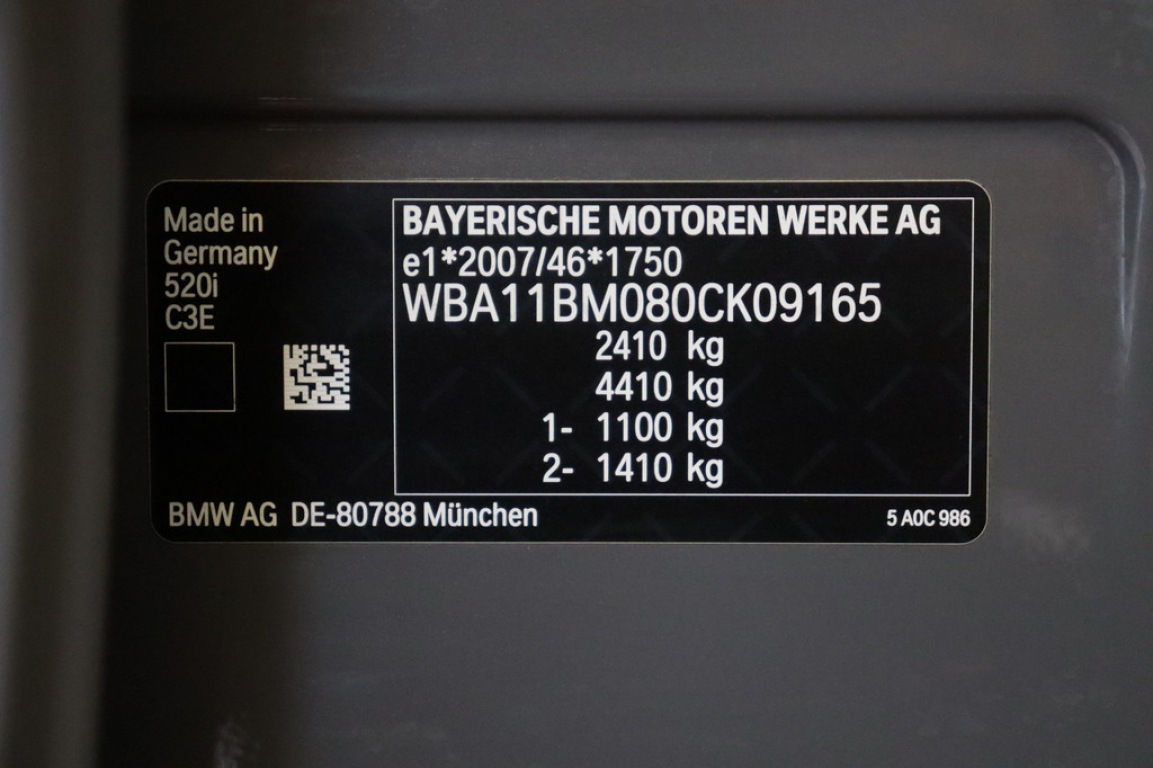 Made in
Germany
520i
C3E
BAYERISCHE MOTOREN WERKE AG
e1*2007/46*1750
WBA11BM080CK09165
2410 kg
4410 kg
1- 1100 kg
2- 1410 kg
BMW AG DE-80788 München
5 A0C 986